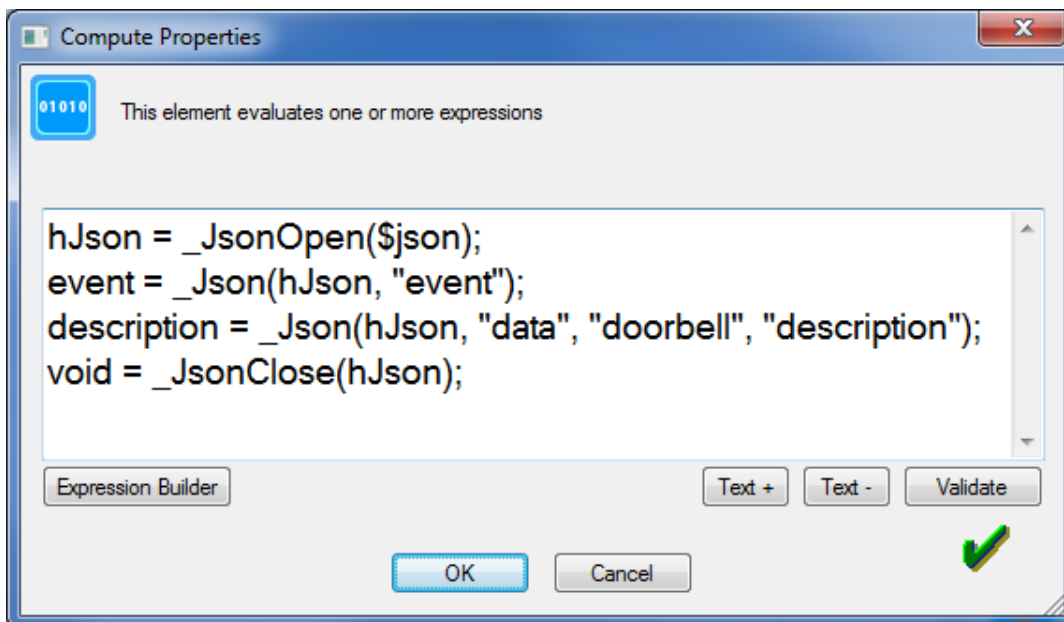 Compute Properties
01010
This element evaluates one or more expressions
hJson = _JsonOpen($json);
event = _Json(hJson, "event");
description = _Json(hJson, "data", "doorbell", "description");
void = _JsonClose(hJson);
Expression Builder
Text +
Text -
Validate
OK
Cancel